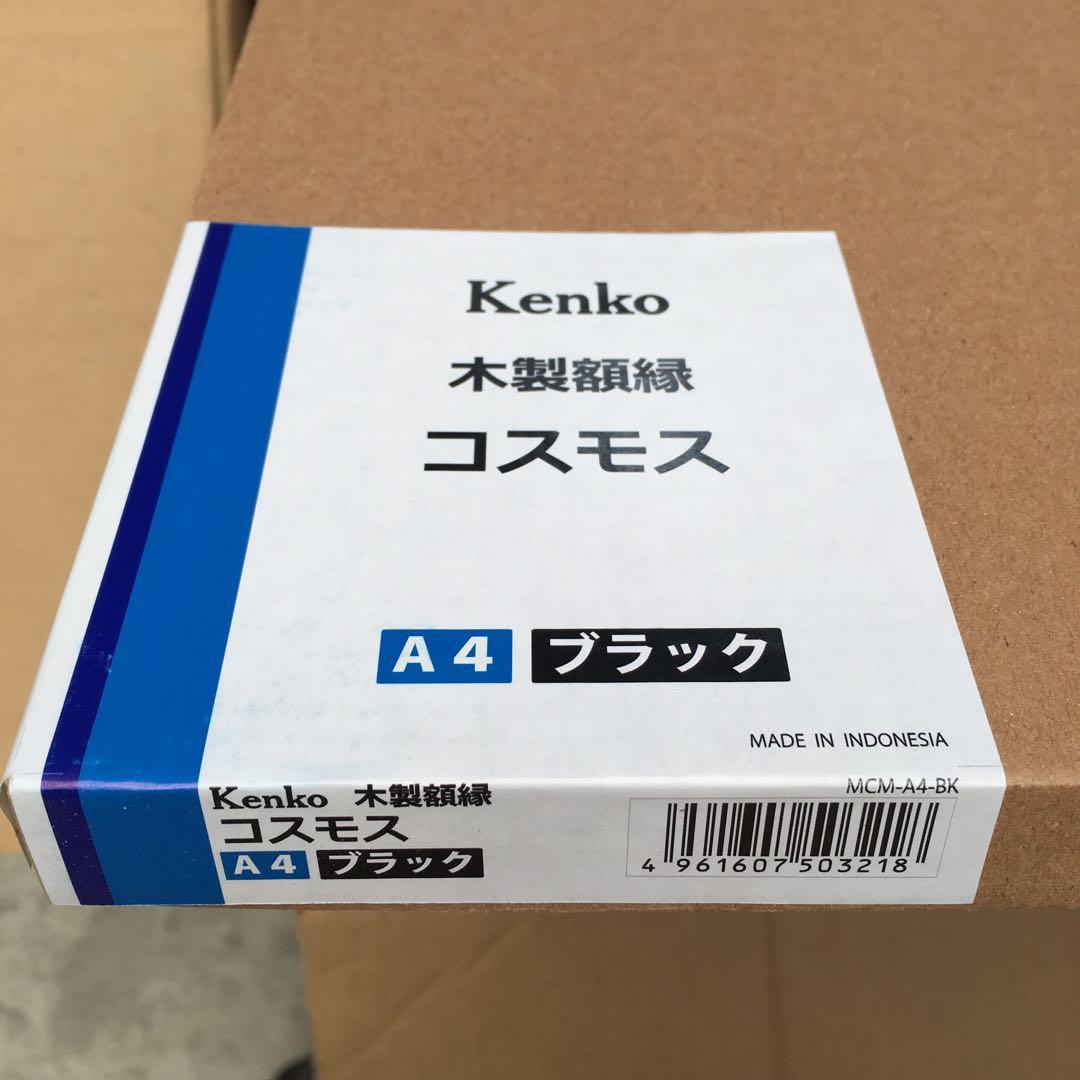 Kenko
木製額縁
コスモス
A4 ブラック
MADE IN INDONESIA
MCM-A4-BK
Kenko 木製額縁
コスモス
A4 ブラック
4 961607 503218